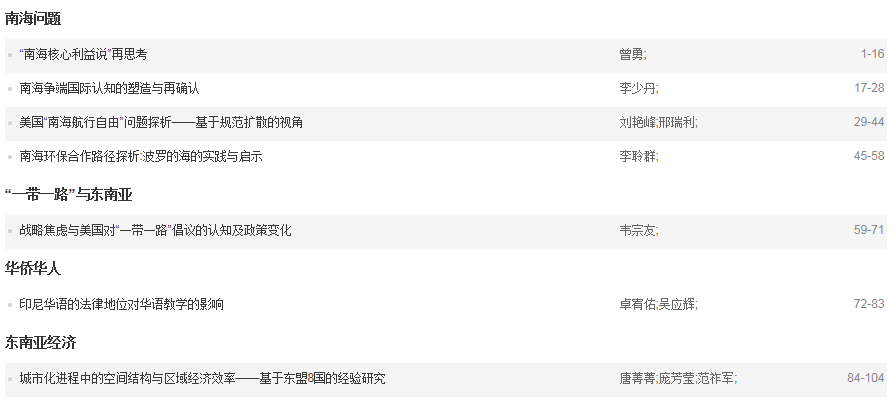 南海问题
“南海核心利益说”再思考 曾勇; 1-16
南海争端国际认知的塑造与再确认 李少丹; 17-28
美国“南海航行自由”问题探析——基于规范扩散的视角 刘艳峰;邢瑞利; 29-44
南海环保合作路径探析:波罗的海的实践与启示 李聆群; 45-58
“一带一路”与东南亚
战略焦虑与美国对“一带一路”倡议的认知及政策变化 韦宗友; 59-71
华侨华人
印尼华语的法律地位对华语教学的影响 卓宥佑;吴应辉; 72-83
东南亚经济
城市化进程中的空间结构与区域经济效率——基于东盟8国的经验研究 唐菁菁;庞芳莹;范祚军; 84-104